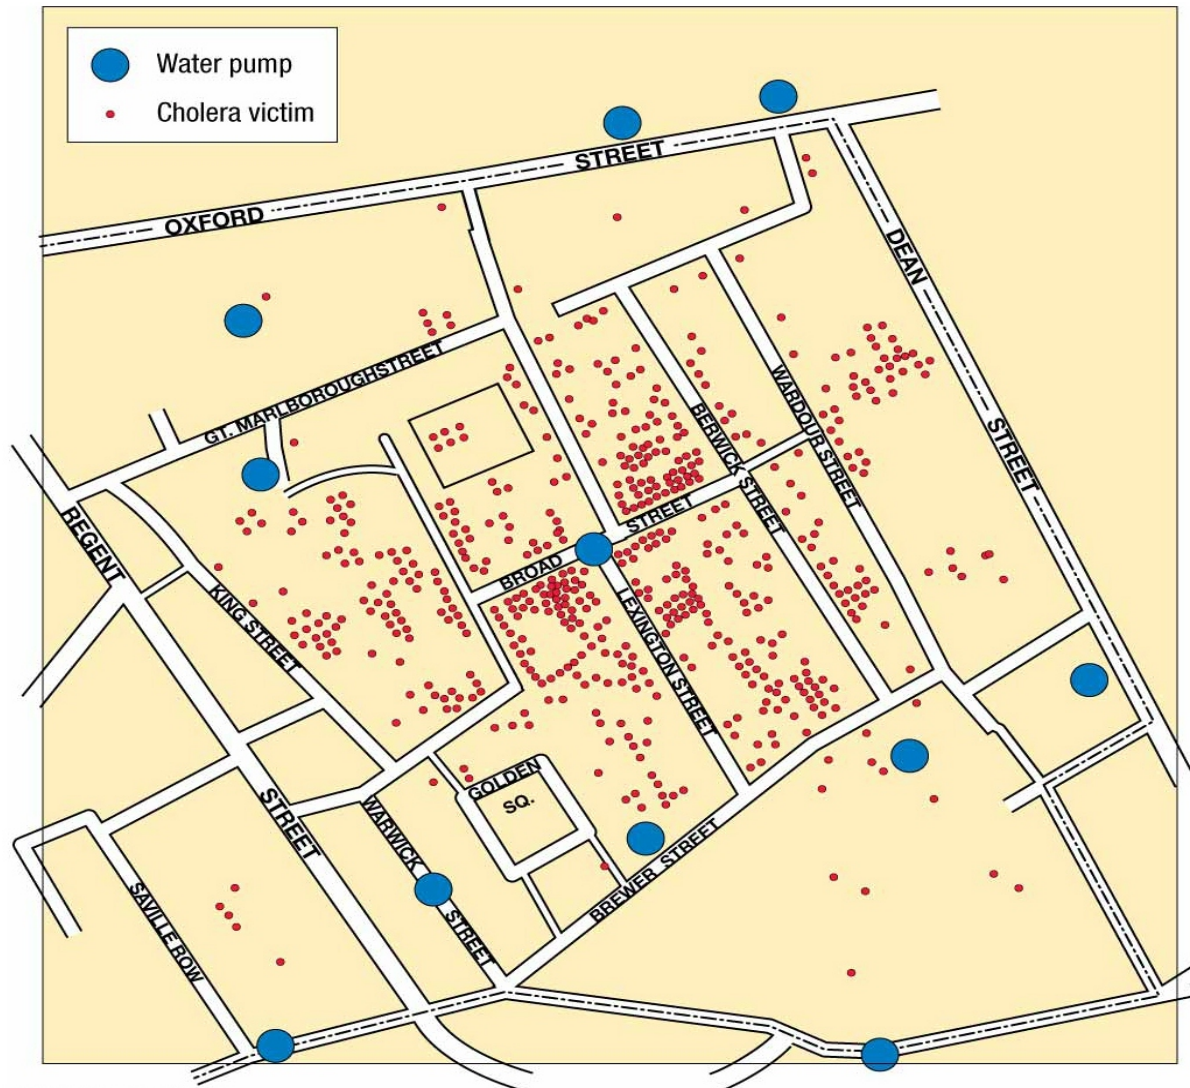 Water pump
Cholera victim
OXFORD
STREET
DEAN
STREET
GT. MARLBOROUGHSTREET
WARDOUR STREET
BERWICK STREET
REGENT
STREET
BROAD
STREET
KING STREET
LEXINGTON STREET
GOLDEN
SQ.
WARWICK
STREET
BREWER STREET
SAVILLE ROW